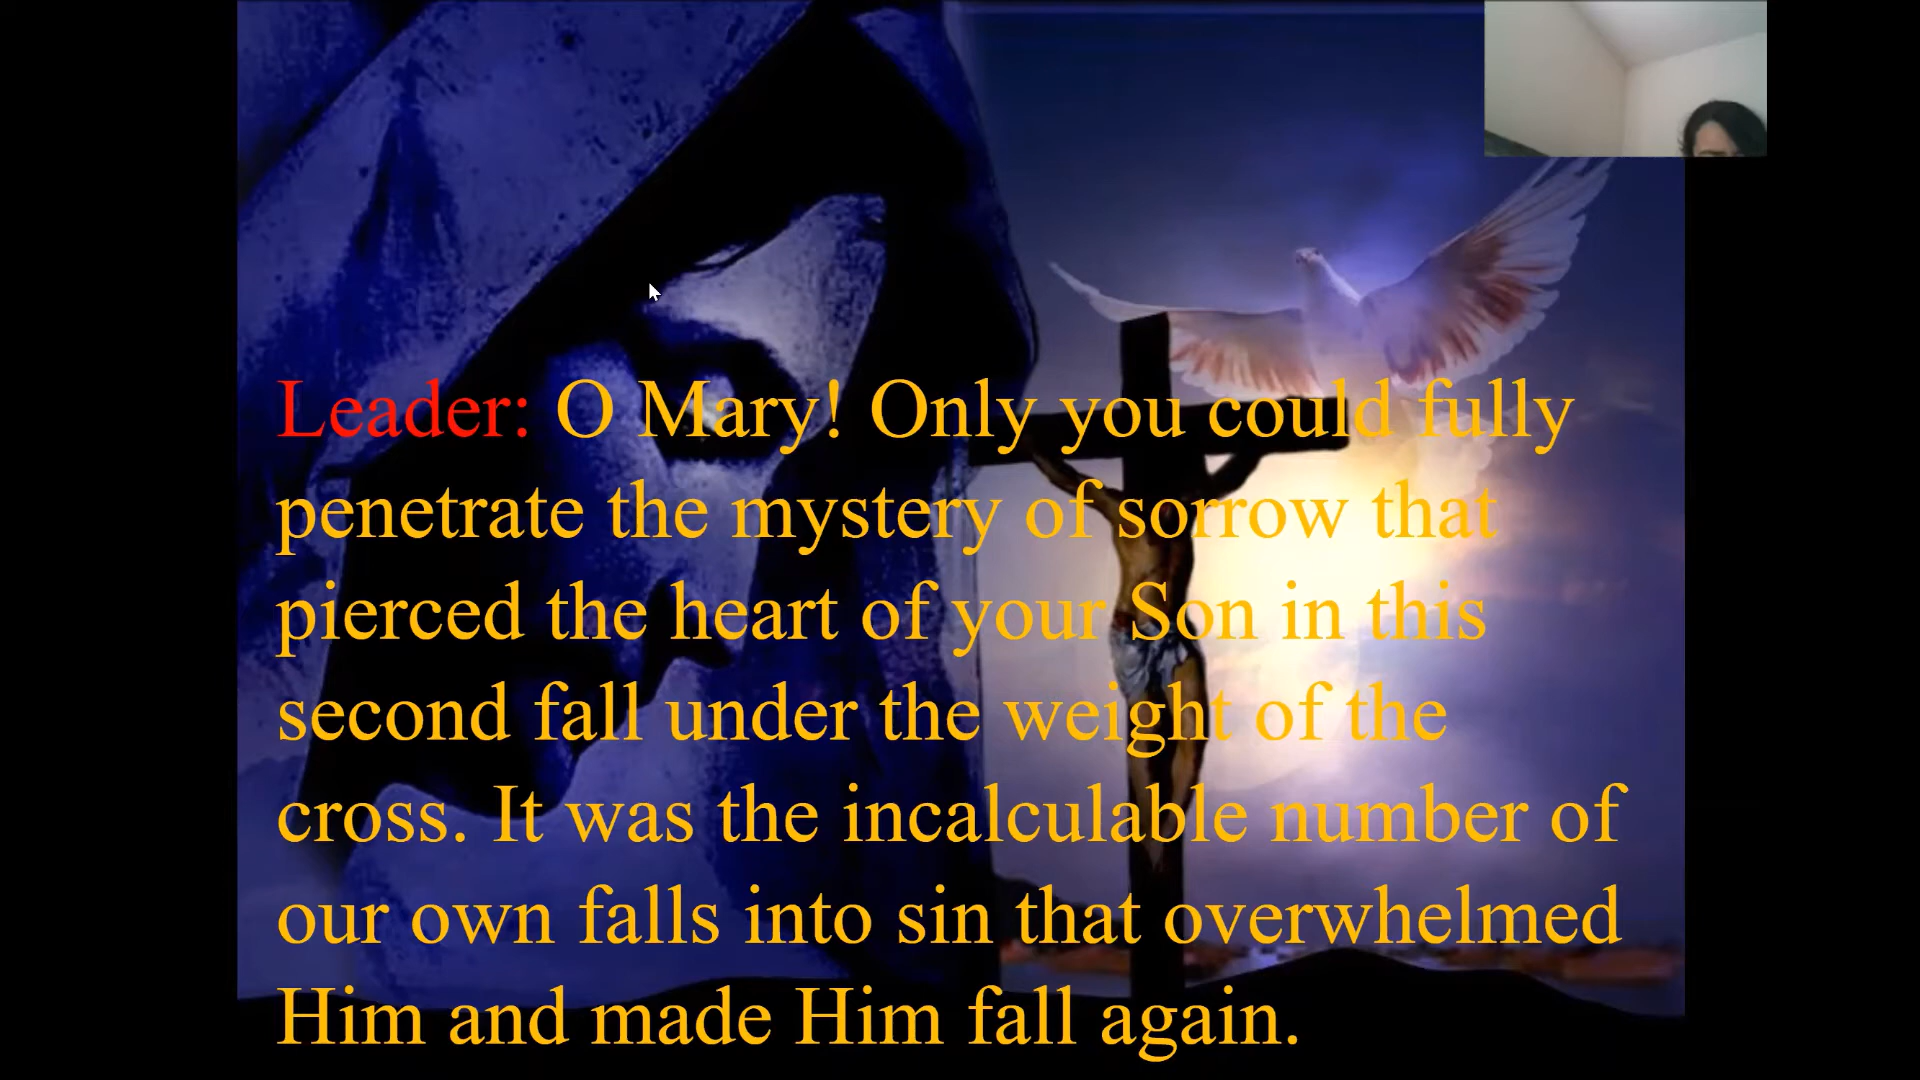 Leader: O Mary! Only you could fully
penetrate the mystery of sorrow that
pierced the heart of your Son in this
second fall under the weight of the
cross. It was the incalculable number of
our own falls into sin that overwhelmed
Him and made Him fall again.